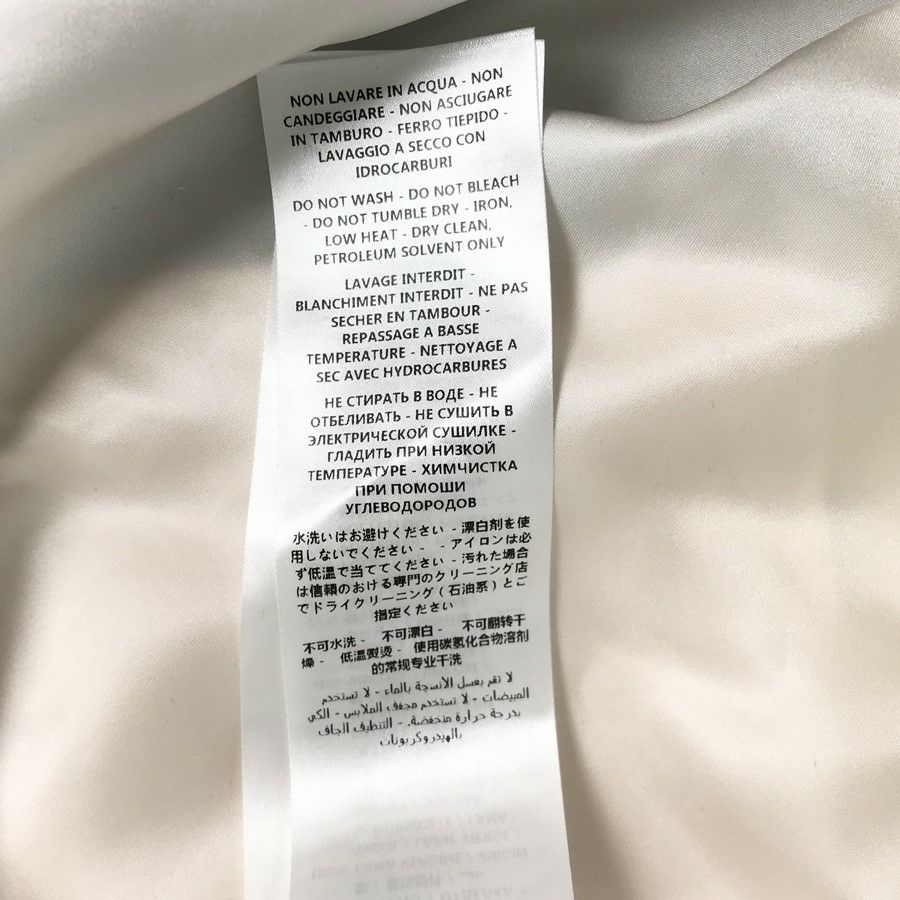 NON LAVARE IN ACQUA - NON
CANDEGGIARE - NON ASCIUGARE
IN TAMBURO - FERRO TIEPIDO -
LAVAGGIO A SECCO CON
IDROCARBURI
DO NOT WASH - DO NOT BLEACH
- DO NOT TUMBLE DRY - IRON,
LOW HEAT - DRY CLEAN,
PETROLEUM SOLVENT ONLY
LAVAGE INTERDIT -
BLANCHIMENT INTERDIT - NE PAS
SECHER EN TAMBOUR -
REPASSAGE A BASSE
TEMPERATURE - NETTOYAGE A
SEC AVEC HYDROCARBURES
НЕ СТИРАТЬ В ВОДЕ - НЕ
ОТБЕЛИВАТЬ - НЕ СУШИТЬ В
ЭЛЕКТРИЧЕСКОЙ СУШИЛКЕ -
ГЛАДИТЬ ПРИ НИЗКОЙ
ТЕМПЕРАТУРЕ - ХИМЧИСТКА
ПРИ ПОМОШИ
УГЛЕВОДОРОДОВ
水洗いはお避けください - 漂白剤を使
用しないでください - - アイロンは必
ず低温で当ててください - 汚れた場合
は信頼のおける専門のクリーニング店
でドライクリーニング ( 石油系 ) とご
指定ください
不可水洗 - 不可漂白 - 不可翻转干
燥 - 低温熨烫 - 使用碳氢化合物溶剂
的常规专业干洗
لا تقم بغسل الأنسجة بالماء - لا تستخدم
المبيضات - لا تستخدم مجفف الملابس - الكي
بدرجة حرارة منخفضة. - التنظيف الجاف
بالهيدروكربونات